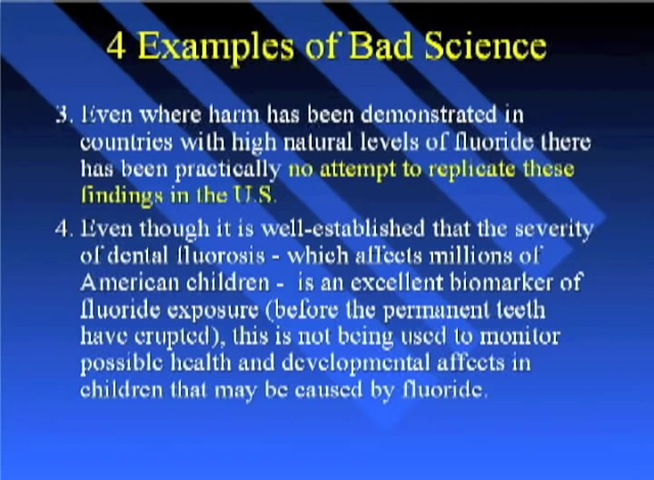 4 Examples of Bad Science
3. Even where harm has been demonstrated in
countries with high natural levels of fluoride there
has been practically no attempt to replicate these
findings in the U.S.
4. Even though it is well-established that the severity
of dental fluorosis - which affects millions of
American children - is an excellent biomarker of
fluoride exposure (before the permanent teeth
have erupted), this is not being used to monitor
possible health and developmental affects in
children that may be caused by fluoride.